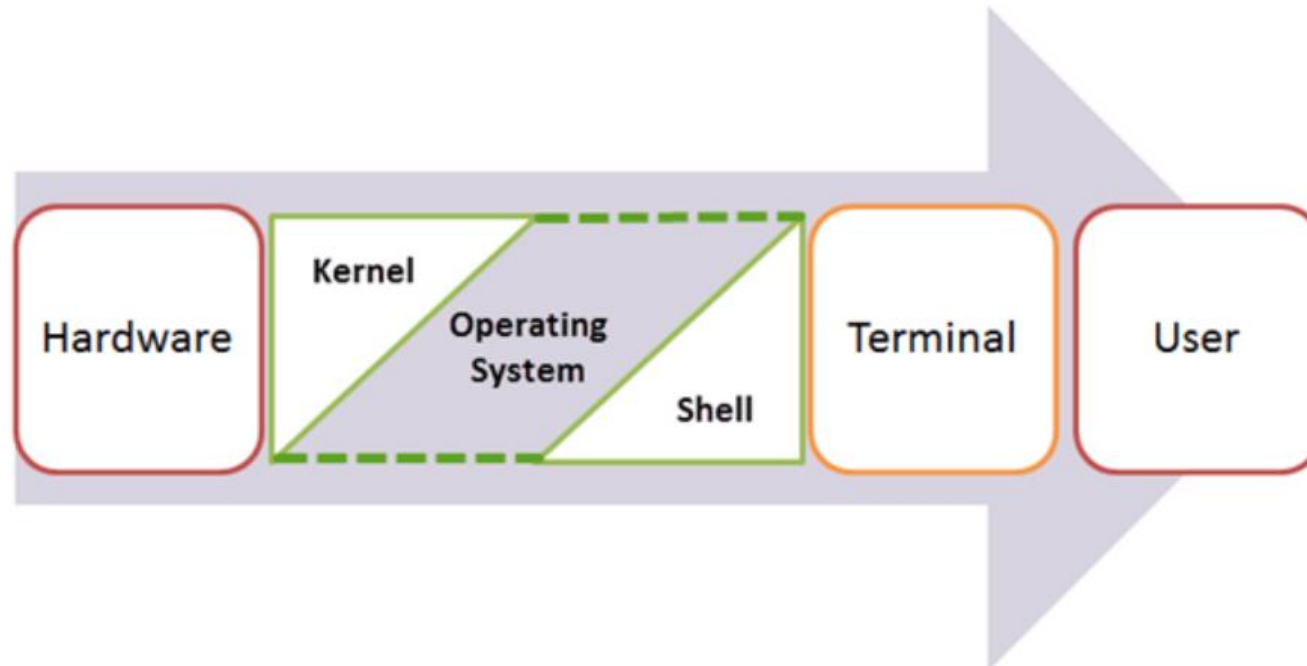 Hardware
Kernel
Operating
System
Shell
Terminal
User